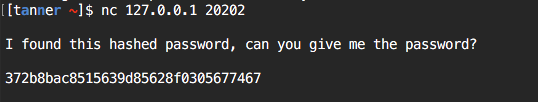 [[tanner ~]$ nc 127.0.0.1 20202
I found this hashed password, can you give me the password?
372b8bac8515639d85628f0305677467